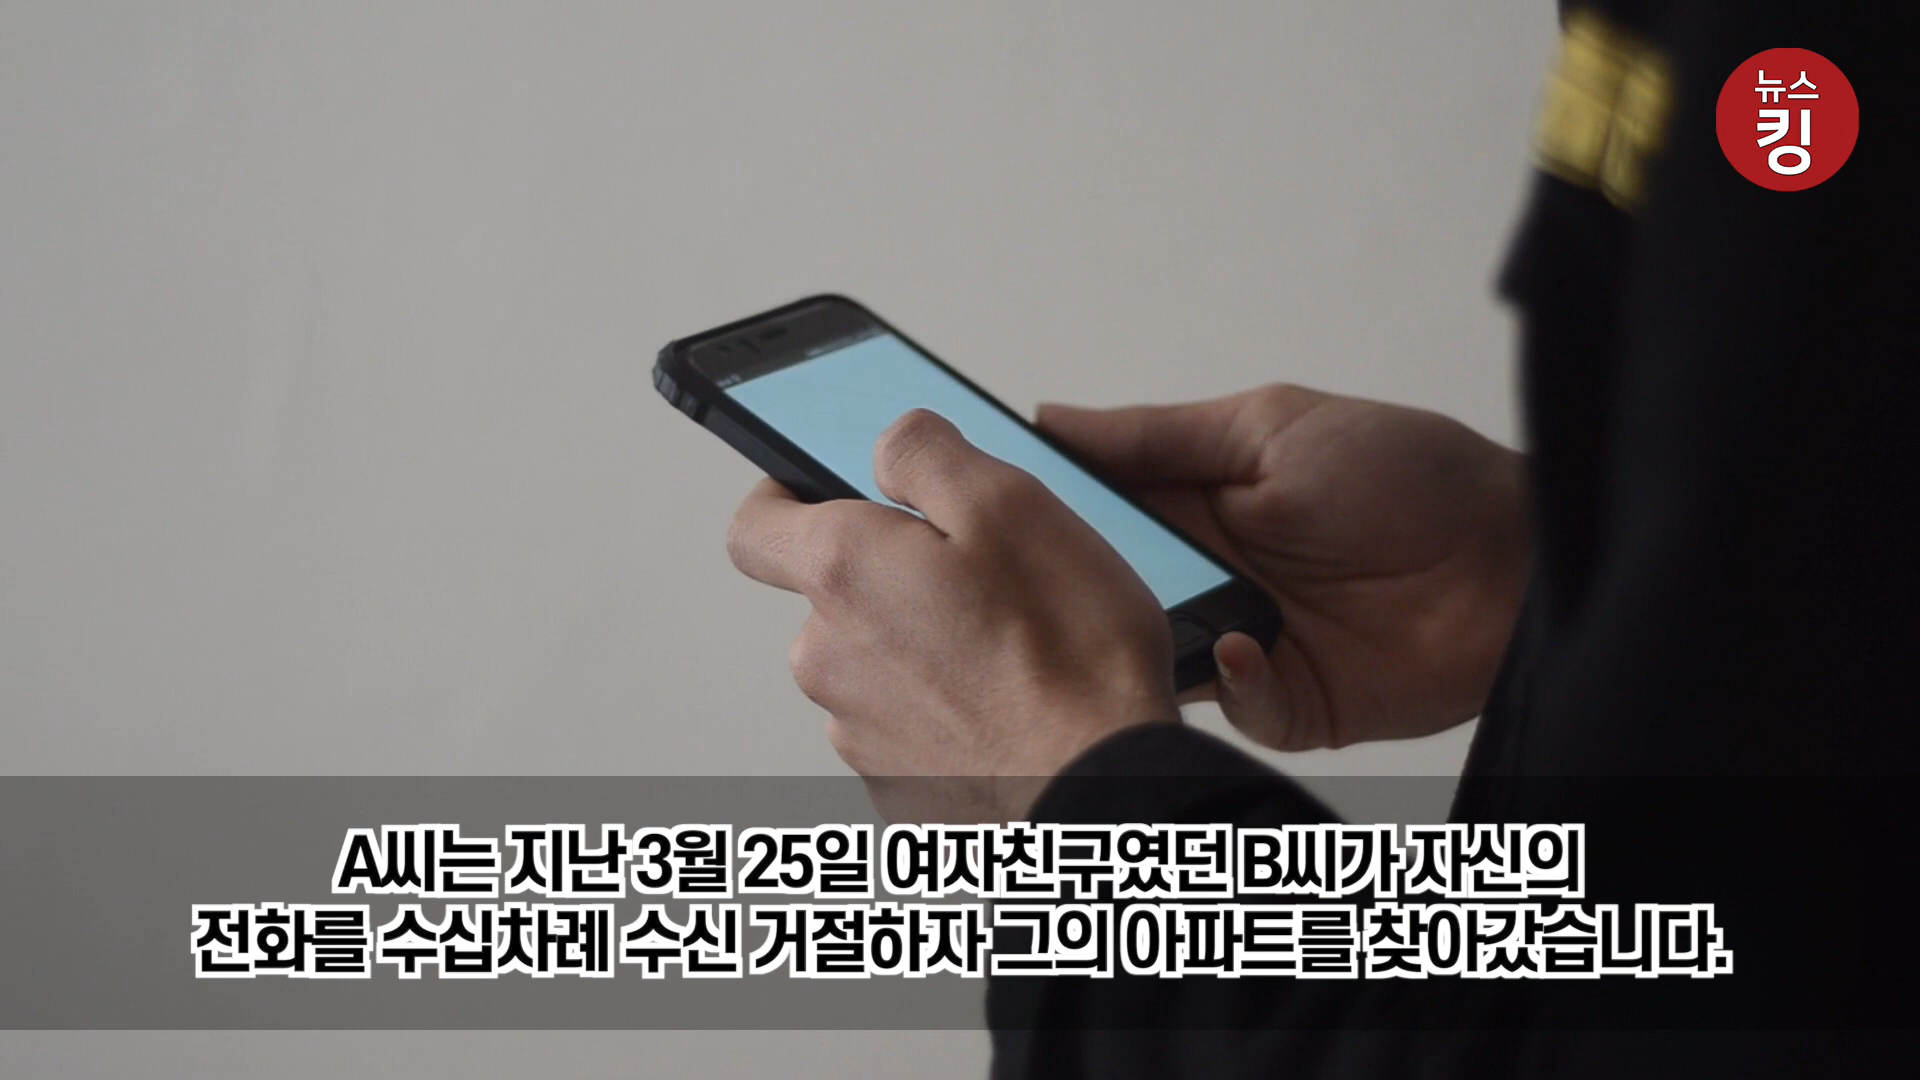 뉴스
킹
A씨는 지난 3월 25일 여자친구였던 B씨가 자신의
전화를 수십차례 수신 거절하자 그의 아파트를 찾아갔습니다.